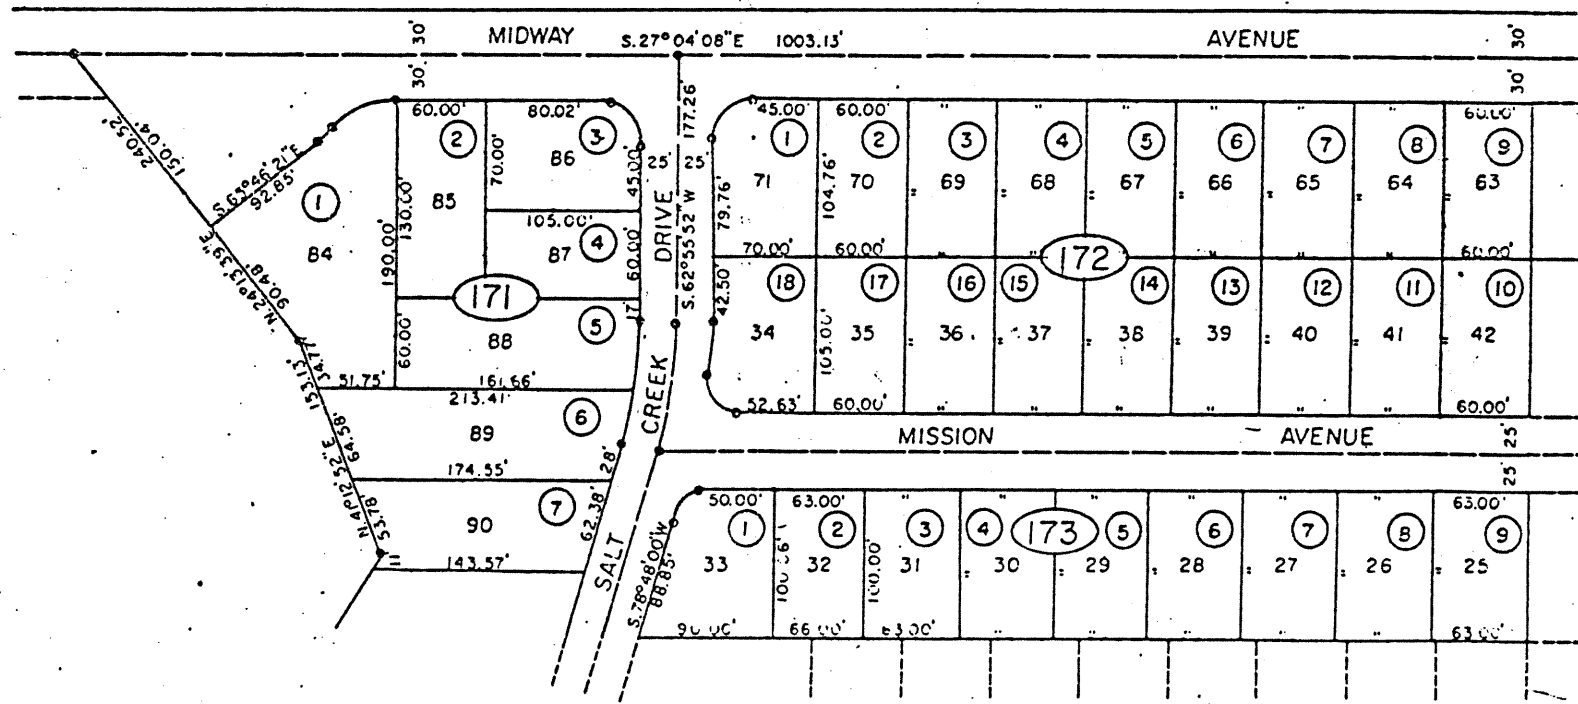 MIDWAY S.27°04'08"E 1003.13' AVENUE
30' 30'
30' 30'
60.00' 80.02' 45.00' 60.00' " " " " " " 60.00'
2 3 1 2 3 4 5 6 7 8 9
240.52'
150.04'
S.63°46'21"E
92.85'
70.00' 86 45.00' 25' 25' 177.26'
1 85 130.00' 190.00'
71 104.76' 70 " 69 " 68 " 67 " 66 " 65 " 64 " 63
79.76'
105.00'
84 87 4 60.00' DRIVE S.62°55'52"W
70.00' 60.00' " " 172 " " " 60.00'
N.24°13'39"E
90.48'
171
18 17 16 15 14 13 12 11 10
42.50'
17'
5
88
60.00'
34 105.00' 35 " 36 " 37 " 38 " 39 " 40 " 41 " 42
153.13'
34.77'
51.75' 161.66'
213.41'
CREEK
52.63' 60.00' " " " " " " 60.00'
6
89
64.58'
28'
MISSION AVENUE 25'
25'
174.55'
N.41°12'52"E
53.78'
7
90
62.38'
50.00' 63.00' " " " " " 63.00'
1 2 3 4 173 5 6 7 8 9
11
143.57'
SALT
S.78°48'00"W
88.85'
33 32 100.00' 31 " 30 " 29 " 28 " 27 " 26 " 25
90.00' 66.00' 63.00' " " " " " 63.00'